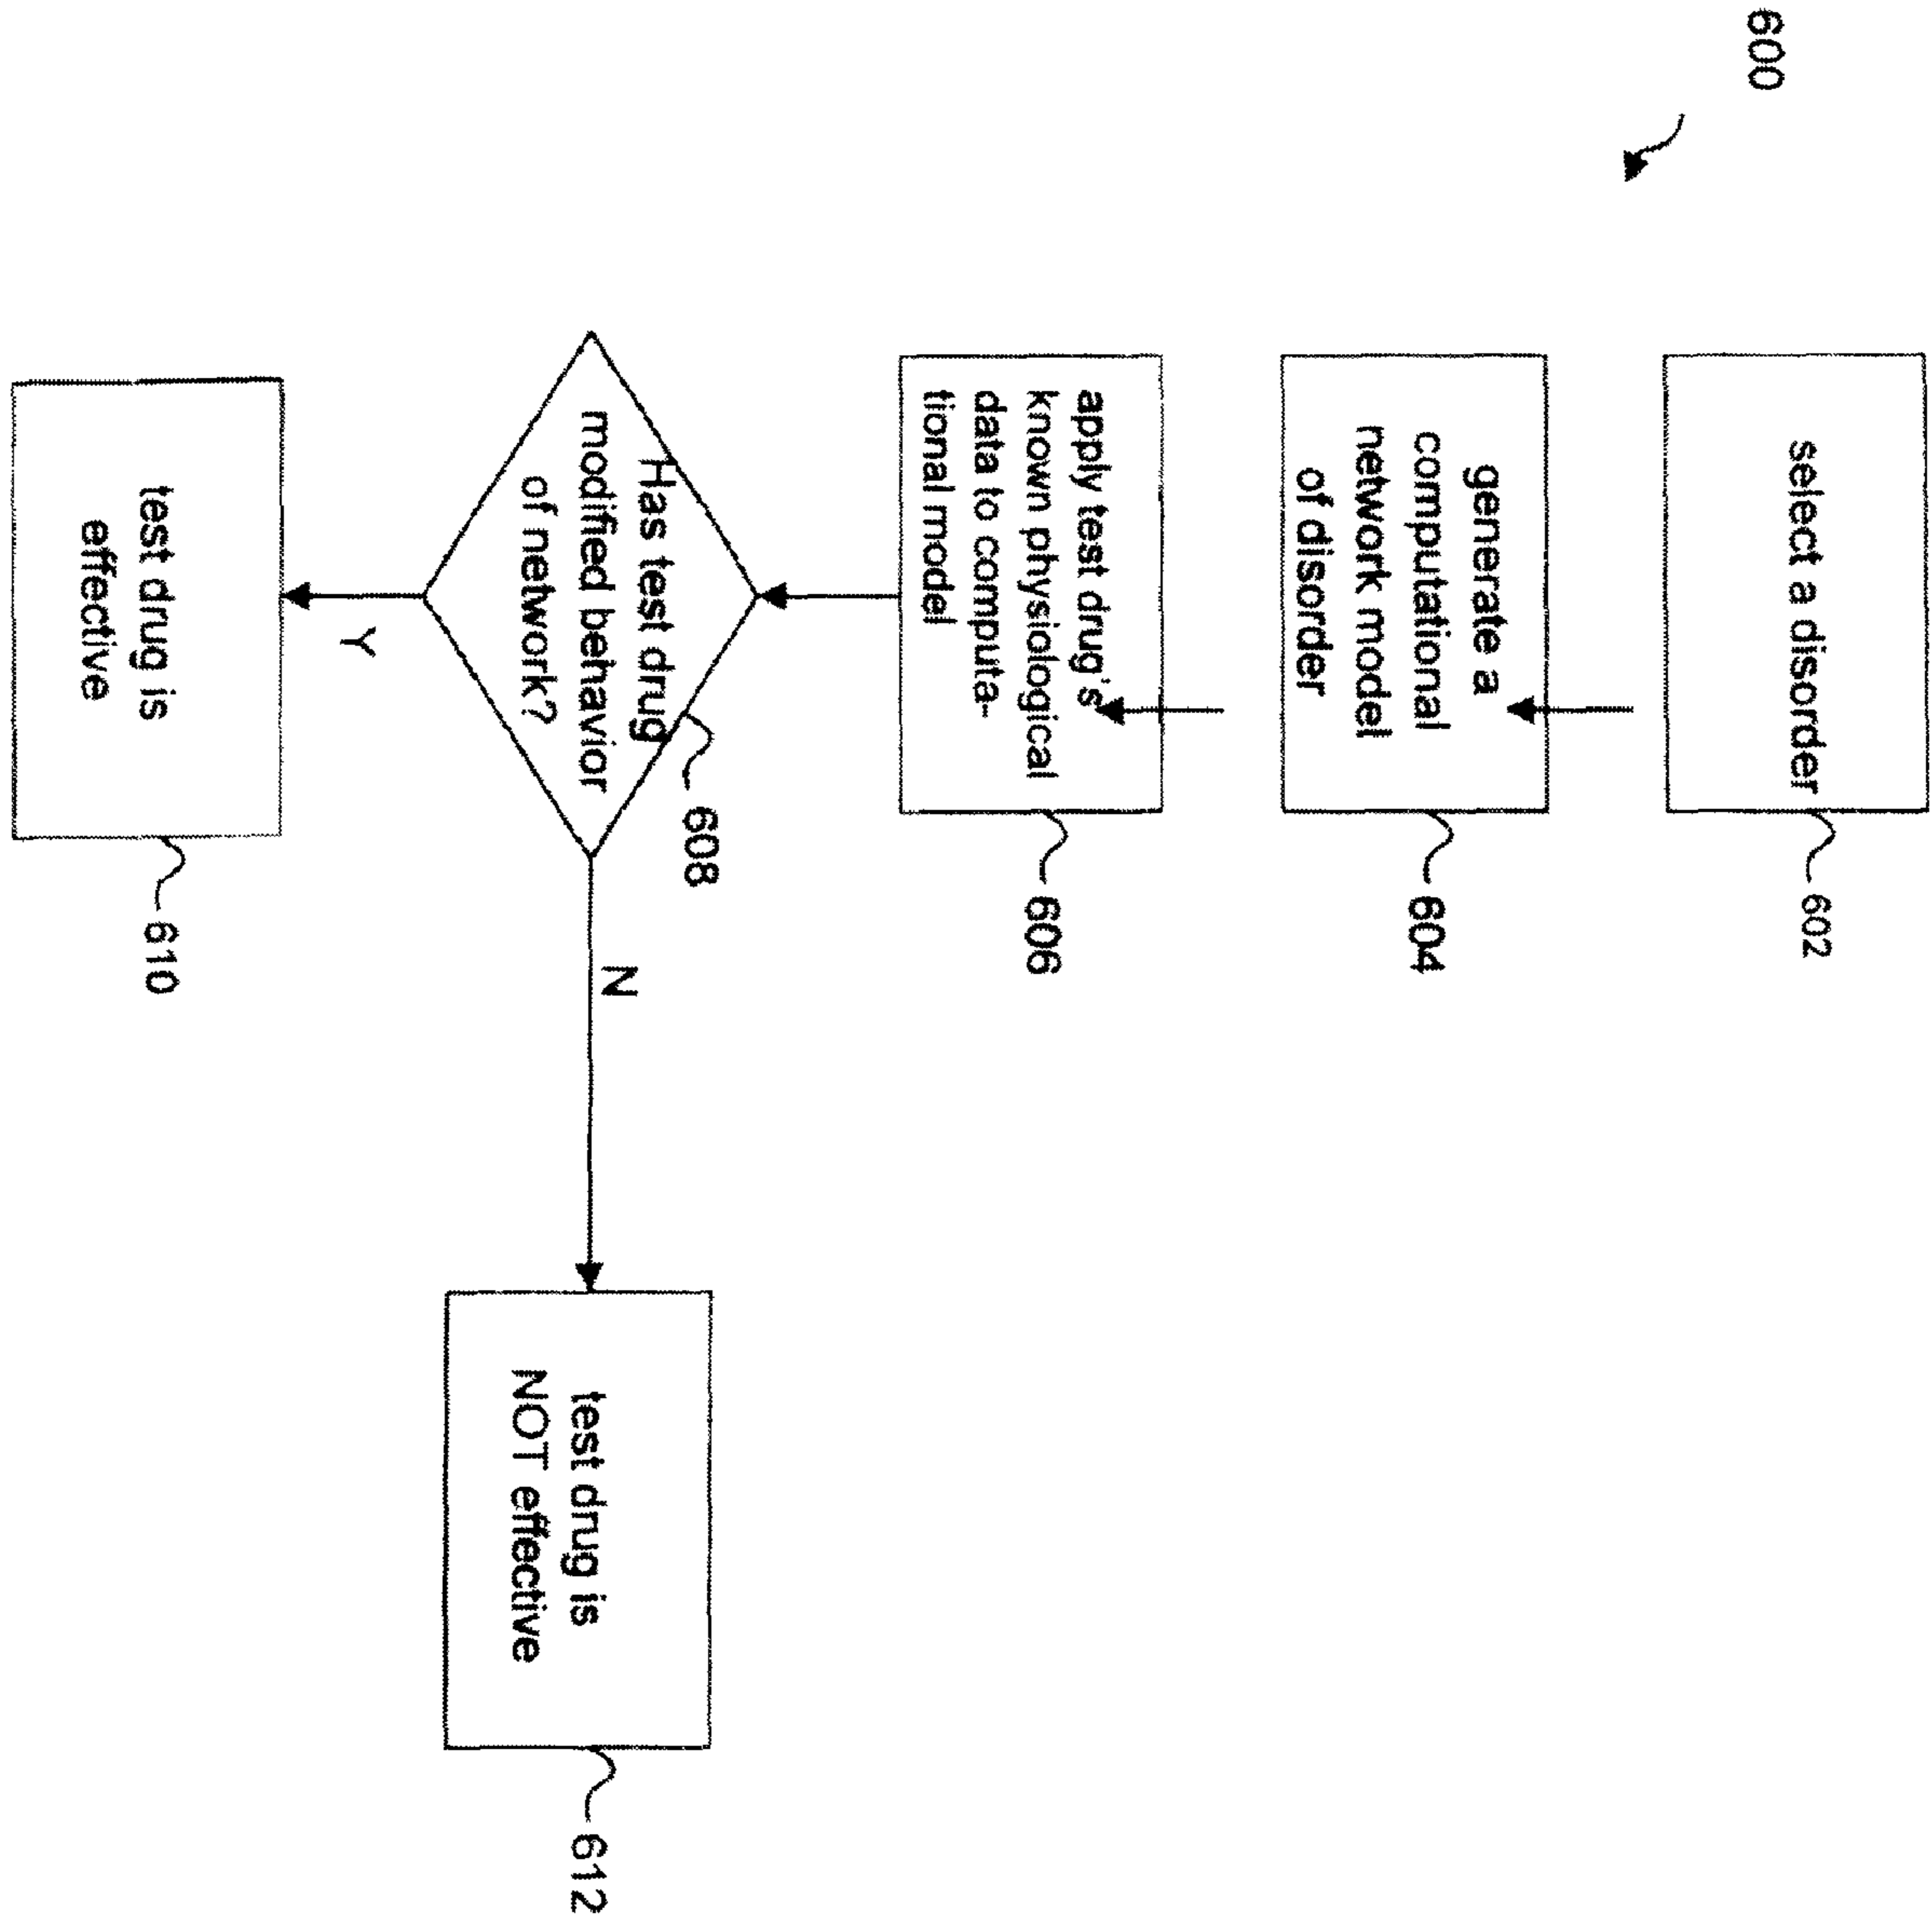 600
select a disorder
602
generate a
computational
network model
of disorder
604
apply test drug's
known physiological
data to computa-
tional model
606
Has test drug
modified behavior
of network?
608
N
Y
test drug is
NOT effective
612
test drug is
effective
610